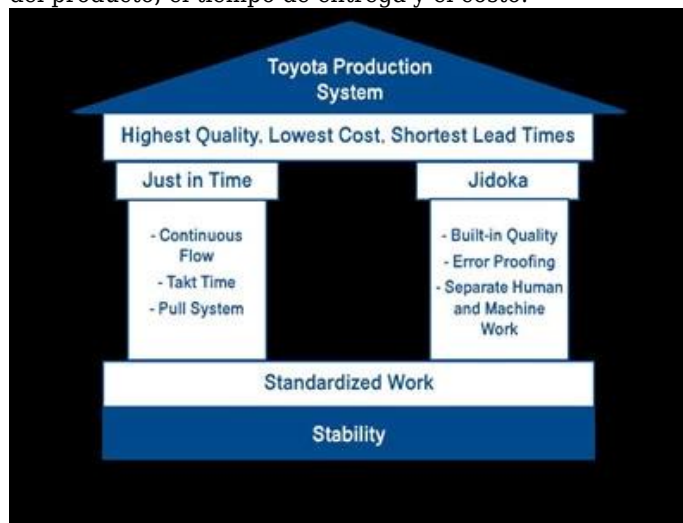 del producto, el tiempo de entrega y el costo.
Toyota Production
System
Highest Quality, Lowest Cost, Shortest Lead Times
Just in Time
- Continuous
Flow
- Takt Time
- Pull System
Jidoka
- Built-in Quality
- Error Proofing
- Separate Human
and Machine
Work
Standardized Work
Stability